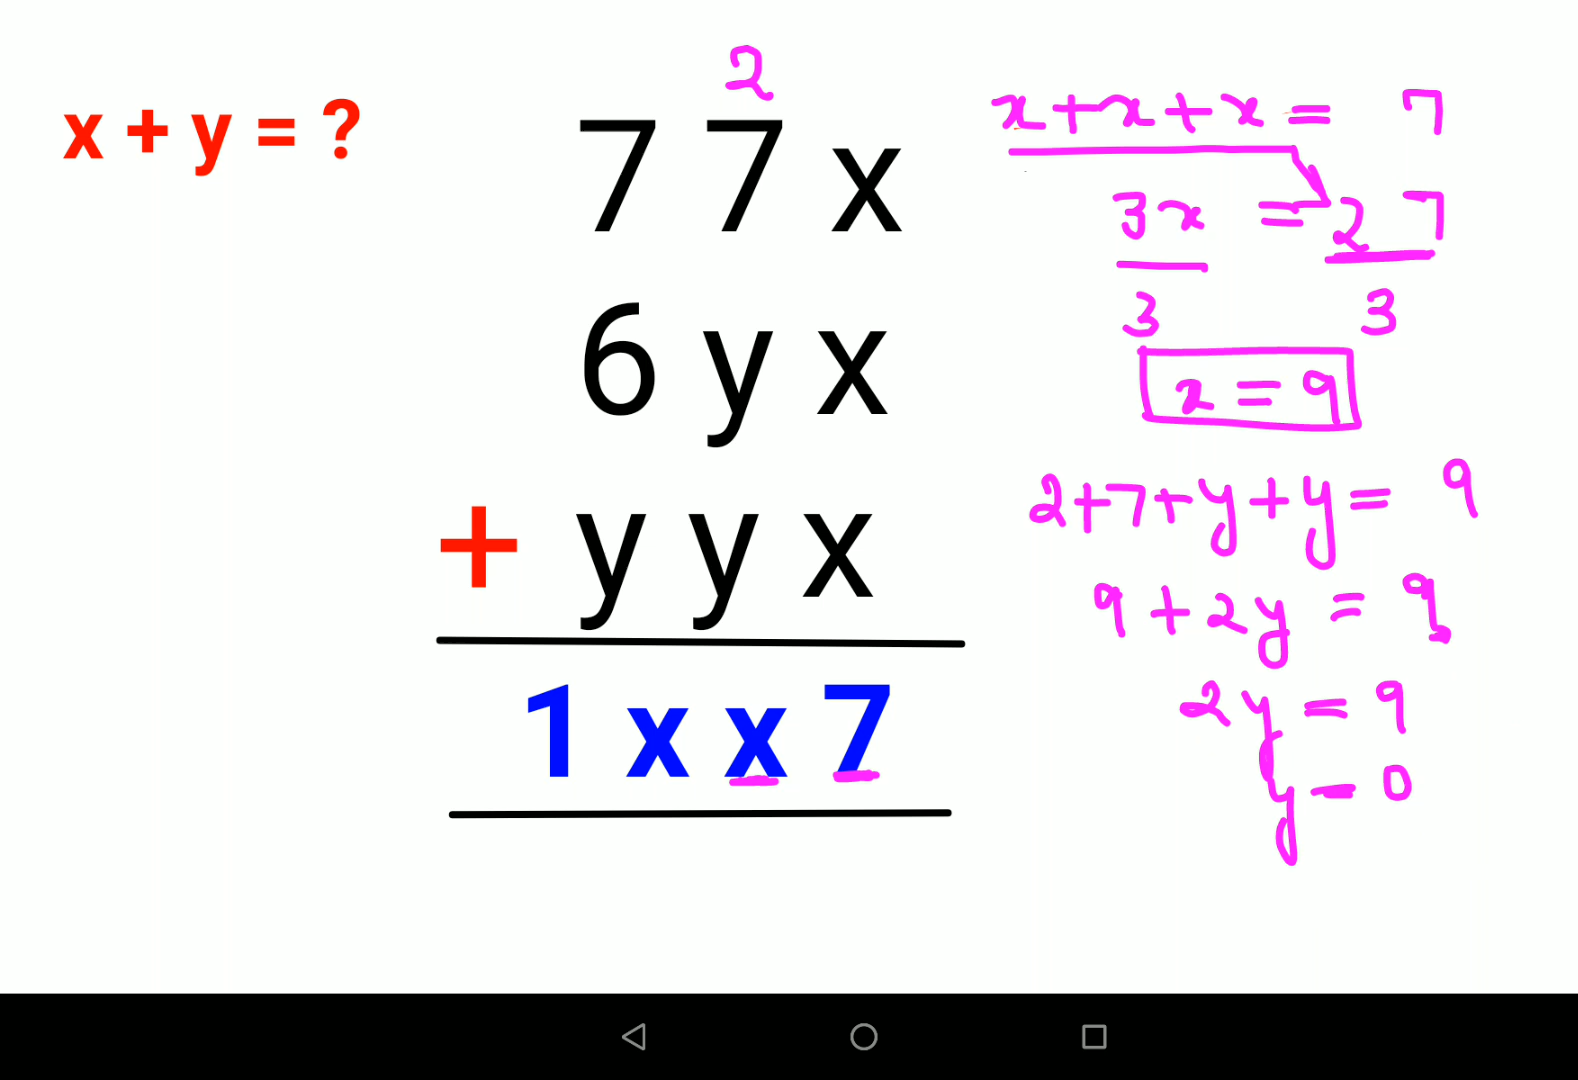 x + y = ?
2
7 7 x
6 y x
+ y y x
1 x x 7
x+x+x = 7
3x = 27
3 3
x = 9
2+7+y+y = 9
9+2y = 9
2y = 9
y = 0